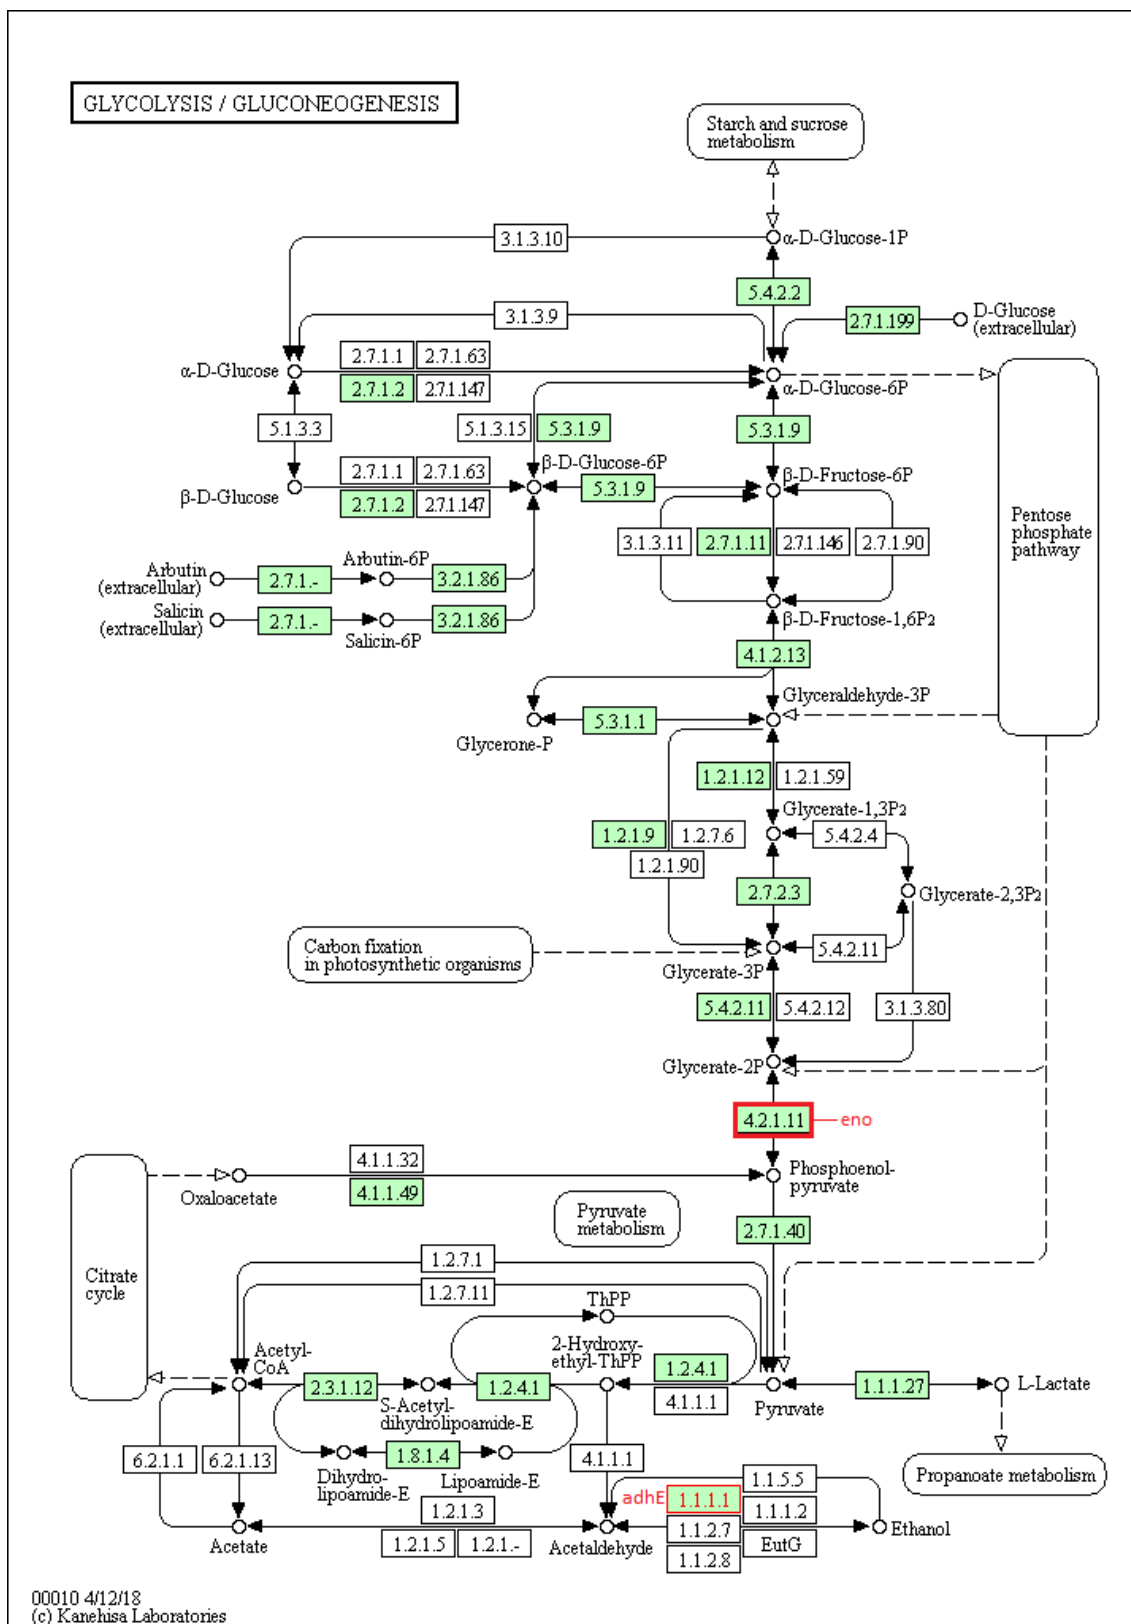 GLYCOLYSIS / GLUCONEOGENESIS
Starch and sucrose
metabolism
3.1.3.10
α-D-Glucose-1P
5.4.2.2
3.1.3.9
2.7.1.199
D-Glucose
(extracellular)
2.7.1.1
2.7.1.63
α-D-Glucose
2.7.1.2
2.7.1.147
α-D-Glucose-6P
5.1.3.3
5.1.3.15
5.3.1.9
5.3.1.9
2.7.1.1
2.7.1.63
β-D-Glucose-6P
β-D-Fructose-6P
β-D-Glucose
2.7.1.2
2.7.1.147
5.3.1.9
Pentose
phosphate
pathway
3.1.3.11
2.7.1.11
2.7.1.146
2.7.1.90
Arbutin
(extracellular)
2.7.1.-
Arbutin-6P
3.2.1.86
Salicin
(extracellular)
2.7.1.-
Salicin-6P
3.2.1.86
β-D-Fructose-1,6P2
4.1.2.13
Glyceraldehyde-3P
Glycerone-P
5.3.1.1
1.2.1.12
1.2.1.59
Glycerate-1,3P2
1.2.1.9
1.2.7.6
5.4.2.4
1.2.1.90
2.7.2.3
Glycerate-2,3P2
Carbon fixation
in photosynthetic organisms
5.4.2.11
Glycerate-3P
5.4.2.11
5.4.2.12
3.1.3.80
Glycerate-2P
4.2.1.11
eno
4.1.1.32
Oxaloacetate
4.1.1.49
Phosphoenol-
pyruvate
Pyruvate
metabolism
2.7.1.40
Citrate
cycle
1.2.7.1
1.2.7.11
ThPP
Acetyl-
CoA
2-Hydroxy-
ethyl-ThPP
1.2.4.1
2.3.1.12
1.2.4.1
1.1.1.27
L-Lactate
S-Acetyl-
dihydrolipoamide-E
4.1.1.1
Pyruvate
6.2.1.1
6.2.1.13
1.8.1.4
4.1.1.1
Dihydro-
lipoamide-E
Lipoamide-E
Propanoate metabolism
1.1.5.5
adhE
1.1.1.1
1.2.1.3
1.1.1.2
Acetate
Acetaldehyde
1.1.2.7
Ethanol
1.2.1.5
1.2.1.-
EutG
1.1.2.8
00010 4/12/18
(c) Kanehisa Laboratories